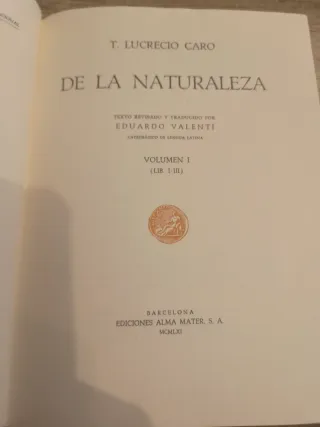 T. LUCRECIO CARO
DE LA NATURALEZA
TEXTO REVISADO Y TRADUCIDO POR
EDUARDO VALENTI
CATEDRÁTICO DE LENGUA LATINA
VOLUMEN I
(LIB. I-III)
BARCELONA
EDICIONES ALMA MATER, S. A.
MCMLXI